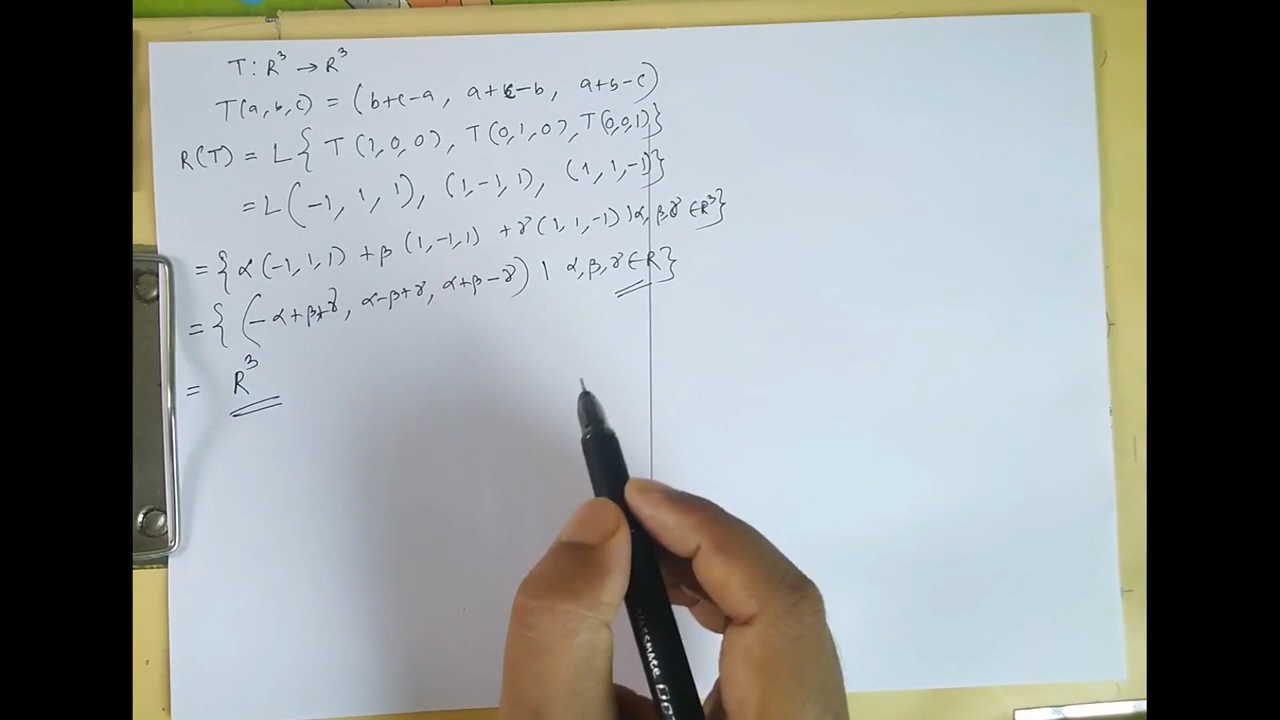 T: R³ → R³
T(a,b,c) = (b+c-a, a+c-b, a+b-c)
R(T) = L{ T(1,0,0), T(0,1,0), T(0,0,1)}
= L(-1, 1, 1), (1,-1,1), (1,1,-1)}
= { α(-1,1,1) + β(1,-1,1) + γ(1,1,-1) | α,β,γ ∈ R³}
= { (-α+β+γ, α-β+γ, α+β-γ) | α,β,γ ∈ R}
= R³
CLASSMATE